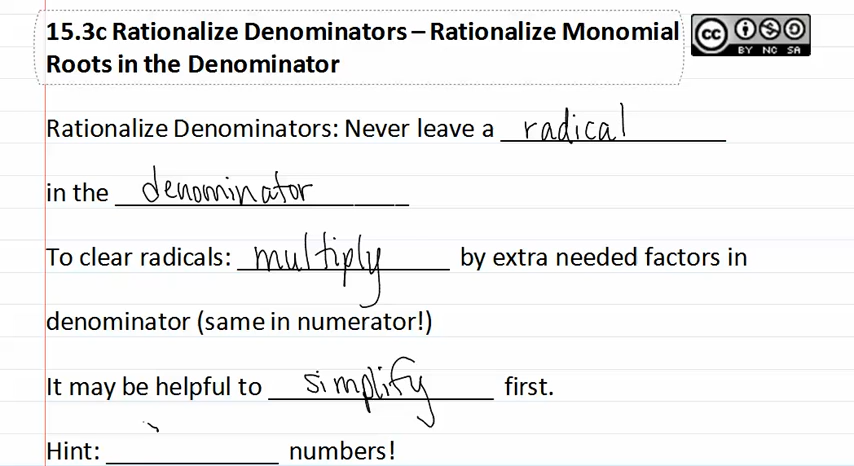 15.3c Rationalize Denominators – Rationalize Monomial
Roots in the Denominator
cc BY NC SA
Rationalize Denominators: Never leave a radical
in the denominator
To clear radicals: multiply by extra needed factors in
denominator (same in numerator!)
It may be helpful to simplify first.
Hint: numbers!